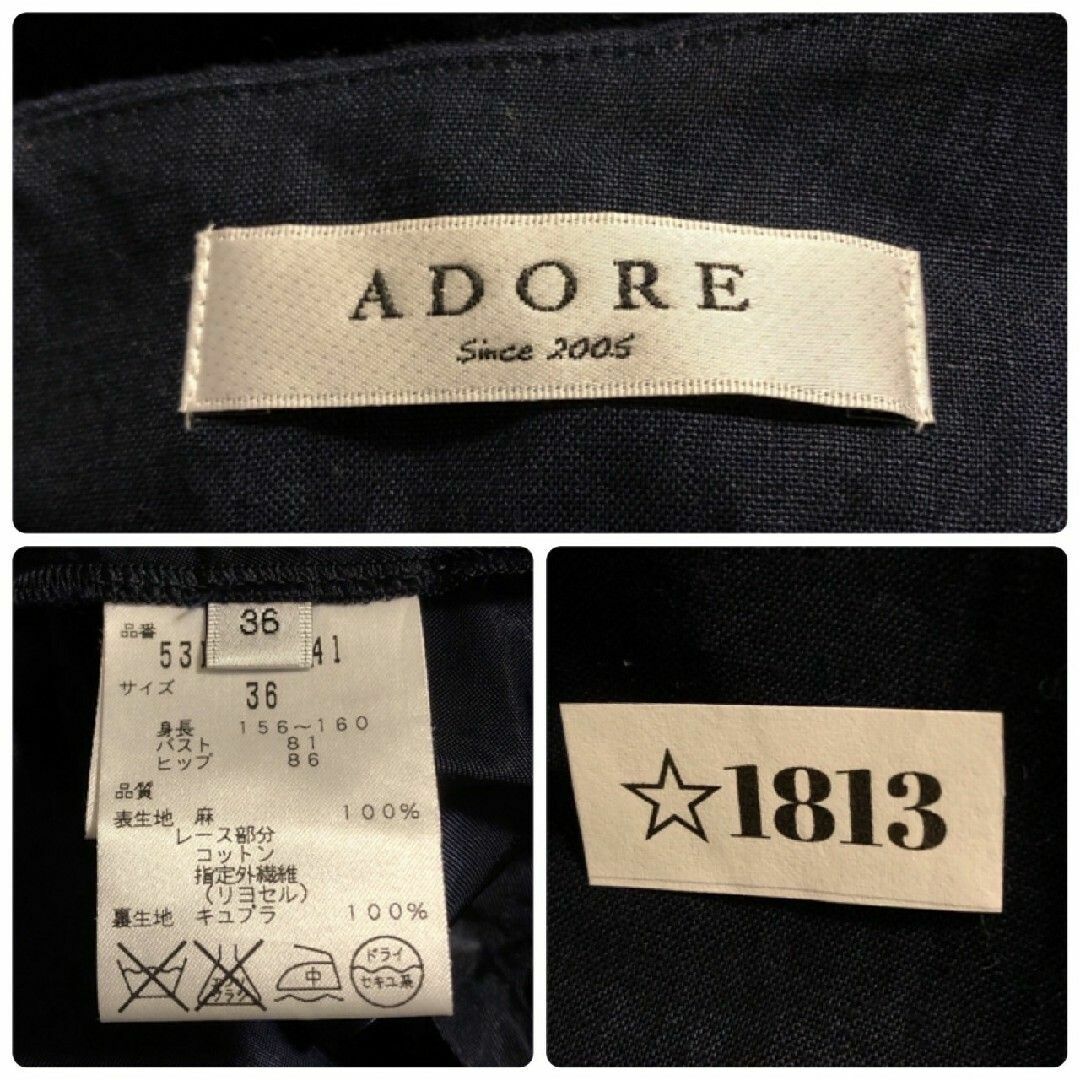 ADORE
Since 2005
36
品番
531 41
サイズ 36
身長 156～160
バスト 81
ヒップ 86
品質
表生地 麻 100%
レース部分
コットン
指定外繊維
(リヨセル)
裏生地 キュプラ 100%
中
ドライ
セキユ系
☆1813